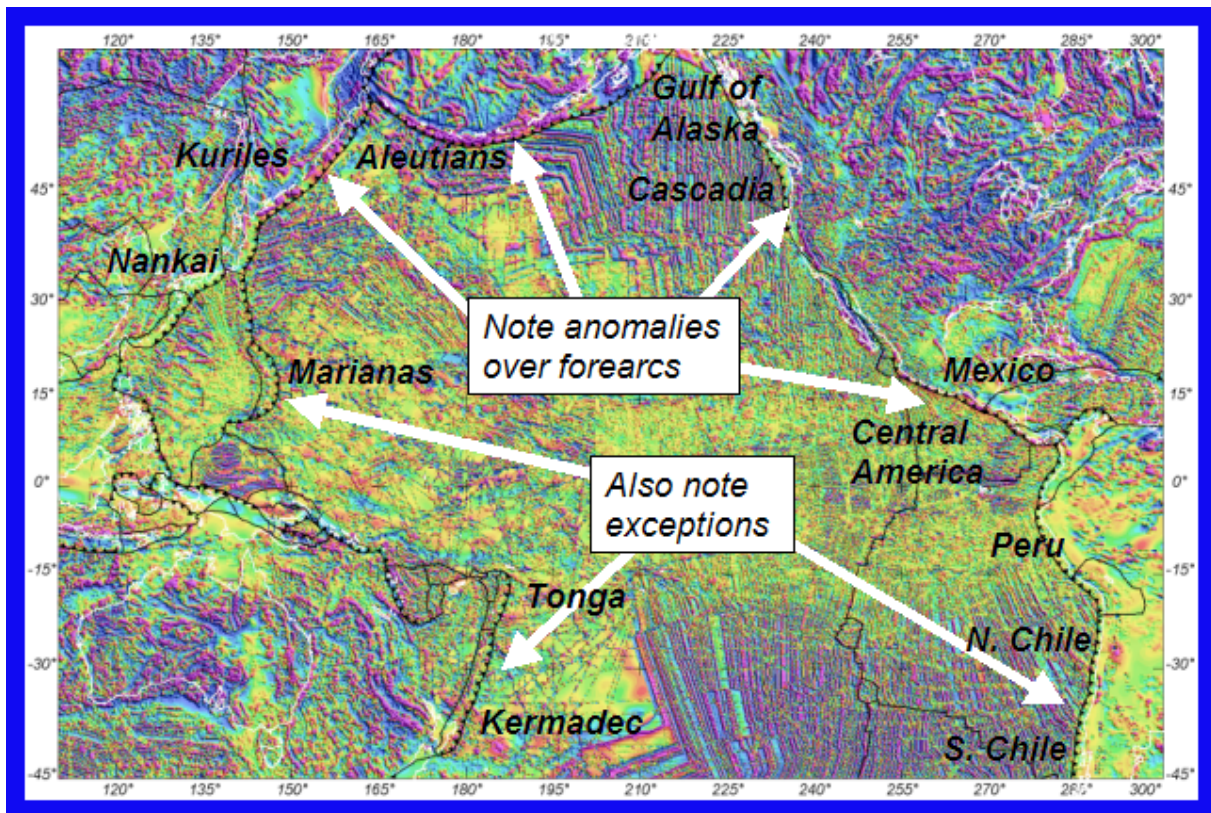 120° 135° 150° 165° 180° 195° 210° 225° 240° 255° 270° 285° 300°
Gulf of
Alaska
Kuriles
Aleutians
Cascadia
45°
45°
Nankai
30°
30°
Note anomalies
over forearcs
Marianas
Mexico
15°
15°
Central
America
0°
0°
Also note
exceptions
Peru
-15°
-15°
Tonga
N. Chile
-30°
-30°
Kermadec
S. Chile
-45°
-45°
120° 135° 150° 165° 180° 195° 210° 225° 240° 255° 270° 285° 300°